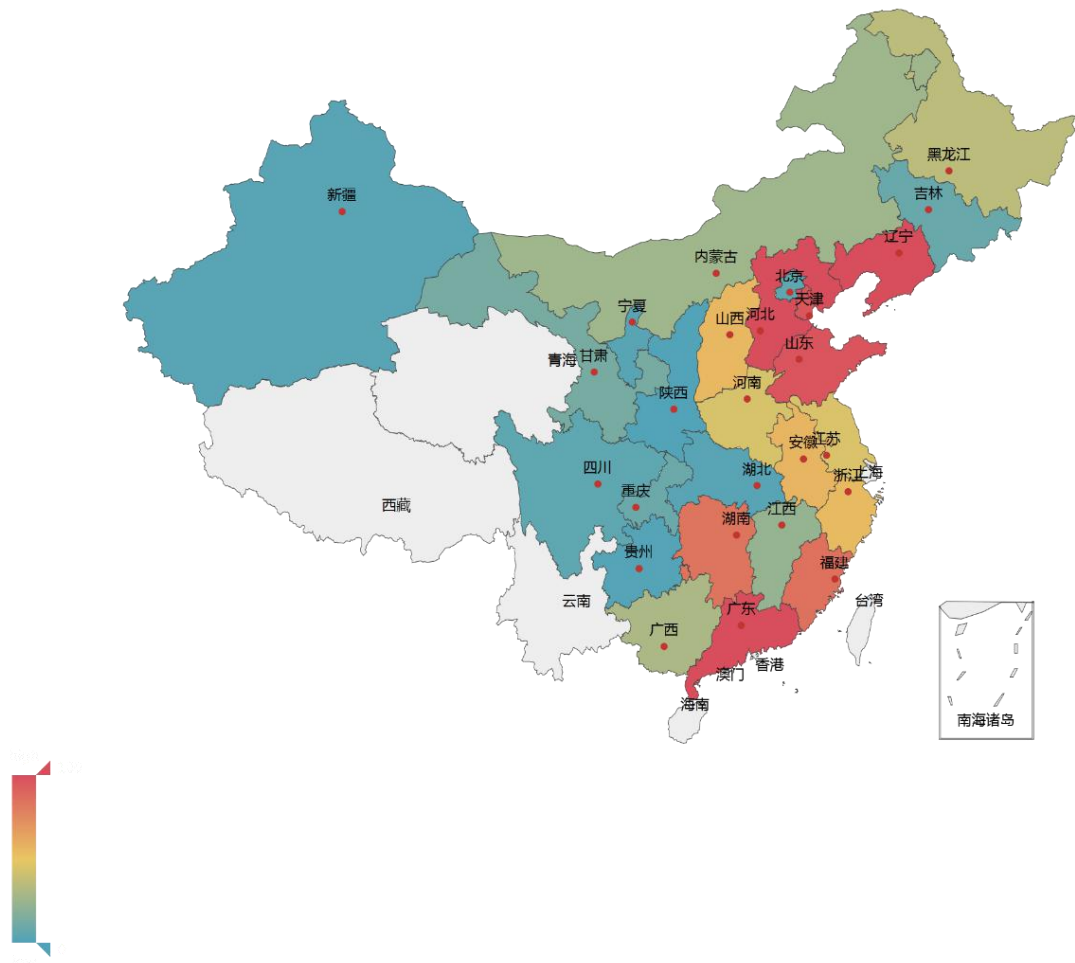 黑龙江
新疆
吉林
辽宁
内蒙古
北京
天津
宁夏
山西
河北
山东
青海
甘肃
河南
陕西
安徽
江苏
四川
湖北
浙江
上海
重庆
西藏
湖南
江西
贵州
福建
云南
广东
台湾
广西
香港
澳门
海南
南海诸岛